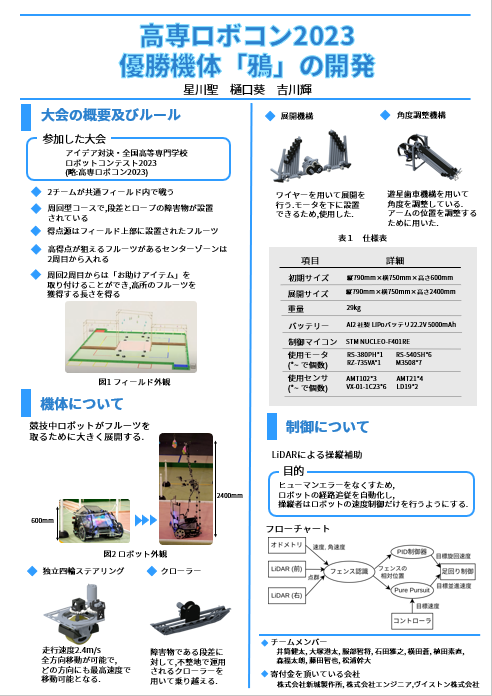 高専ロボコン2023
優勝機体「鴉」の開発
星川聖　樋口葵　吉川輝
大会の概要及びルール
参加した大会
アイデア対決・全国高等専門学校
ロボットコンテスト2023
(略:高専ロボコン2023)
2チームが共通フィールド内で戦う
周回型コースで,段差とロープの障害物が設置
されている
得点源はフィールド上部に設置されたフルーツ
高得点が狙えるフルーツがあるセンターゾーンは
2周目から入れる
周回2周目からは「お助けアイテム」を
取り付けることができ,高所のフルーツを
獲得する長さを得る
図1 フィールド外観
機体について
競技中ロボットがフルーツを
取るために大きく展開する.
600mm
2400mm
図2 ロボット外観
独立四輪ステアリング
クローラー
走行速度2.4m/s
全方向移動が可能で,
どの方向にも最高速度で
移動可能となる.
障害物である段差に
対して,不整地で運用
されるクローラーを
用いて乗り越える.
展開機構
角度調整機構
ワイヤーを用いて展開を
行う.モータを下に設置
できるため,使用した.
遊星歯車機構を用いて
角度を調整している.
アームの位置を調整する
ために用いた.
表1　仕様表
項目　詳細
初期サイズ　縦790mm×横750mm×高さ600mm
展開サイズ　縦790mm×横750mm×高さ2400mm
重量　29kg
バッテリー　AI2 社製 LIPoバッテリ22.2V 5000mAh
制御マイコン　STM NUCLEO-F401RE
使用モータ　RS-380PH*1　RS-540SH*6
(*~ で個数)　RZ-735VA*1　M3508*7
使用センサ　AMT102*3　AMT21*4
(*~ で個数)　VX-01-1C23*6　LD19*2
制御について
LiDARによる操縦補助
目的
ヒューマンエラーをなくすため,
ロボットの経路追従を自動化し,
操縦者はロボットの速度制御だけを行うようにする.
フローチャート
オドメトリ
速度, 角速度
LiDAR (前)
点群
LiDAR (右)
フェンス認識
フェンスの
相対位置
PID制御器
目標旋回速度
足回り制御
目標並進速度
Pure Pursuit
目標速度
コントローラ
チームメンバー
井筒健太, 大塚港太, 服部智将, 石田雅之, 横田蒼, 植田素直,
森福太朗, 藤田哲也, 松浦幹大
寄付金を頂いている会社
株式会社新城製作所, 株式会社エンジニア,ヴイストン株式会社